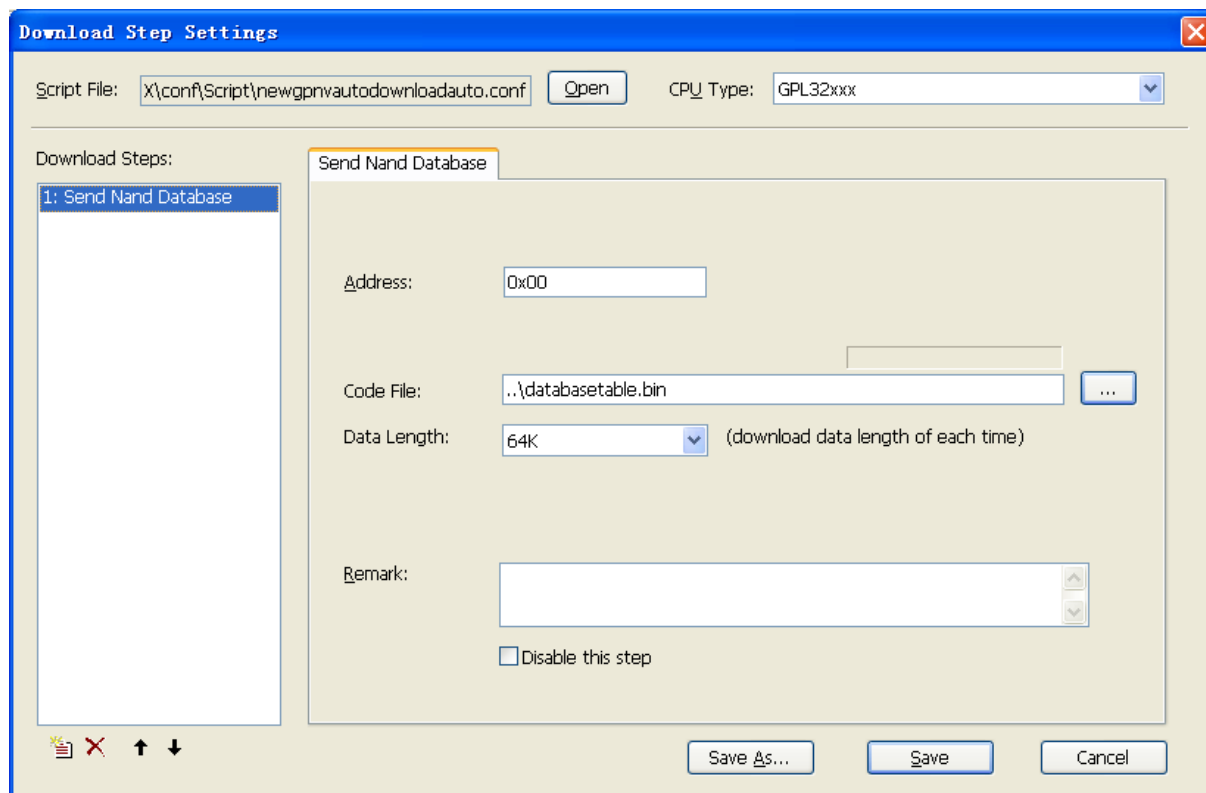 Download Step Settings
Script File: X\conf\Script\newgpnvautodownloadauto.conf Open CPU Type: GPL32xxx
Download Steps:
1: Send Nand Database
Send Nand Database
Address: 0x00
Code File: ..\databasetable.bin ...
Data Length: 64K (download data length of each time)
Remark:
Disable this step
Save As... Save Cancel